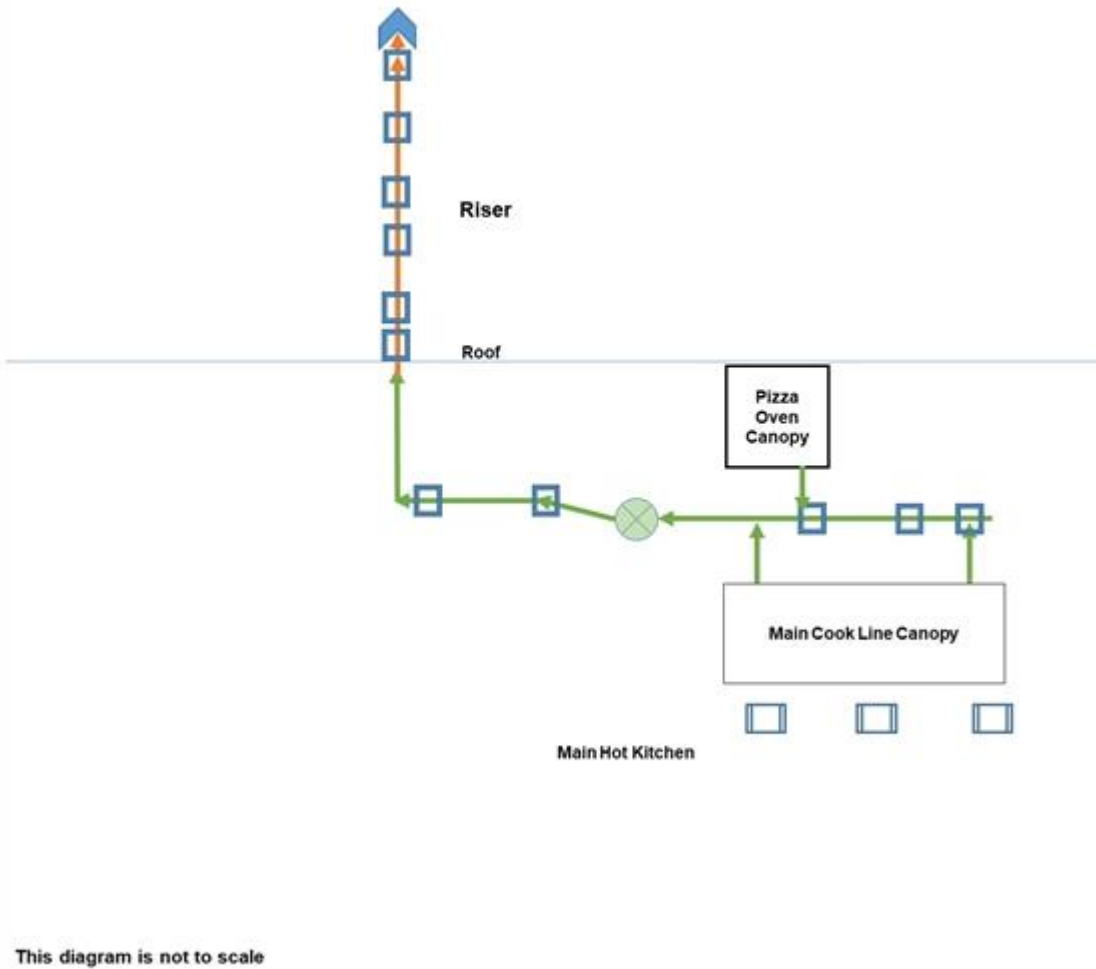 Riser
Roof
Pizza
Oven
Canopy
Main Cook Line Canopy
Main Hot Kitchen
This diagram is not to scale